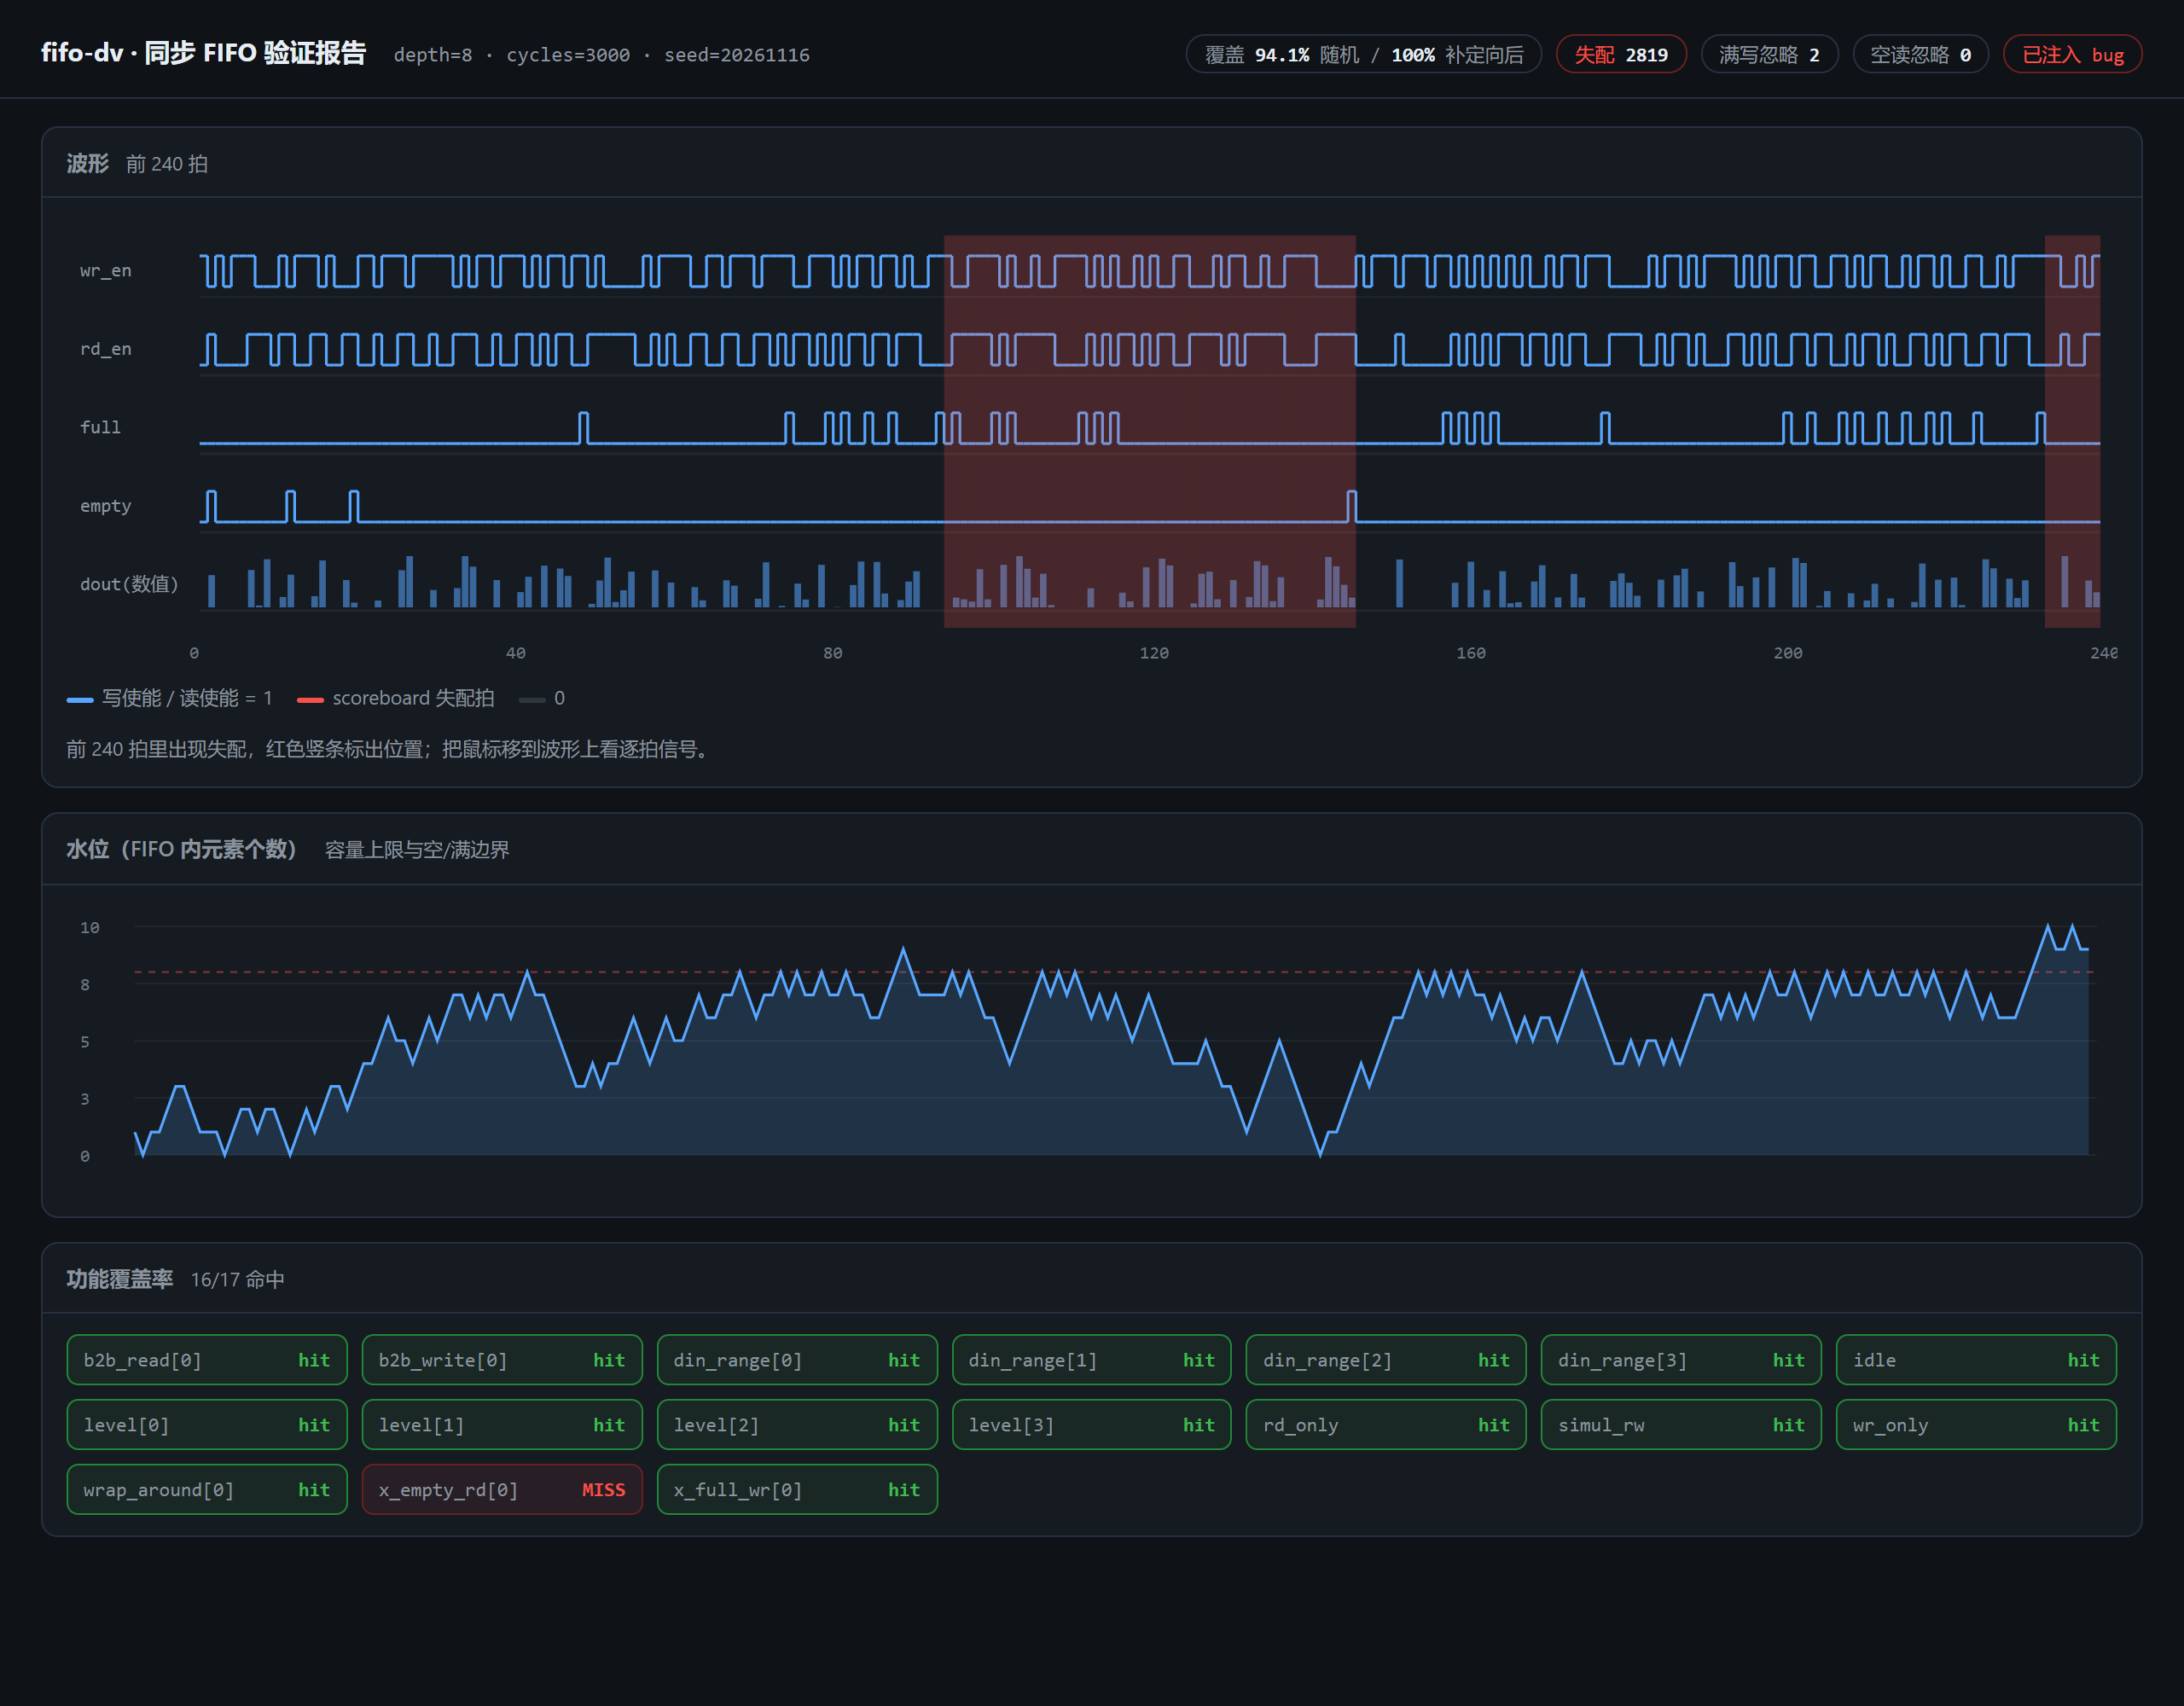 fifo-dv · 同步 FIFO 验证报告 depth=8 · cycles=3000 · seed=20261116 覆盖 94.1% 随机 / 100% 补定向后 失配 2819 满写忽略 2 空读忽略 0 已注入 bug
波形 前 240 拍
wr_en
rd_en
full
empty
dout(数值)
0 40 80 120 160 200 240
写使能 / 读使能 = 1 scoreboard 失配拍 0
前 240 拍里出现失配，红色竖条标出位置；把鼠标移到波形上看逐拍信号。
水位（FIFO 内元素个数） 容量上限与空/满边界
10
8
5
3
0
功能覆盖率 16/17 命中
b2b_read[0] hit b2b_write[0] hit din_range[0] hit din_range[1] hit din_range[2] hit din_range[3] hit idle hit
level[0] hit level[1] hit level[2] hit level[3] hit rd_only hit simul_rw hit wr_only hit
wrap_around[0] hit x_empty_rd[0] MISS x_full_wr[0] hit